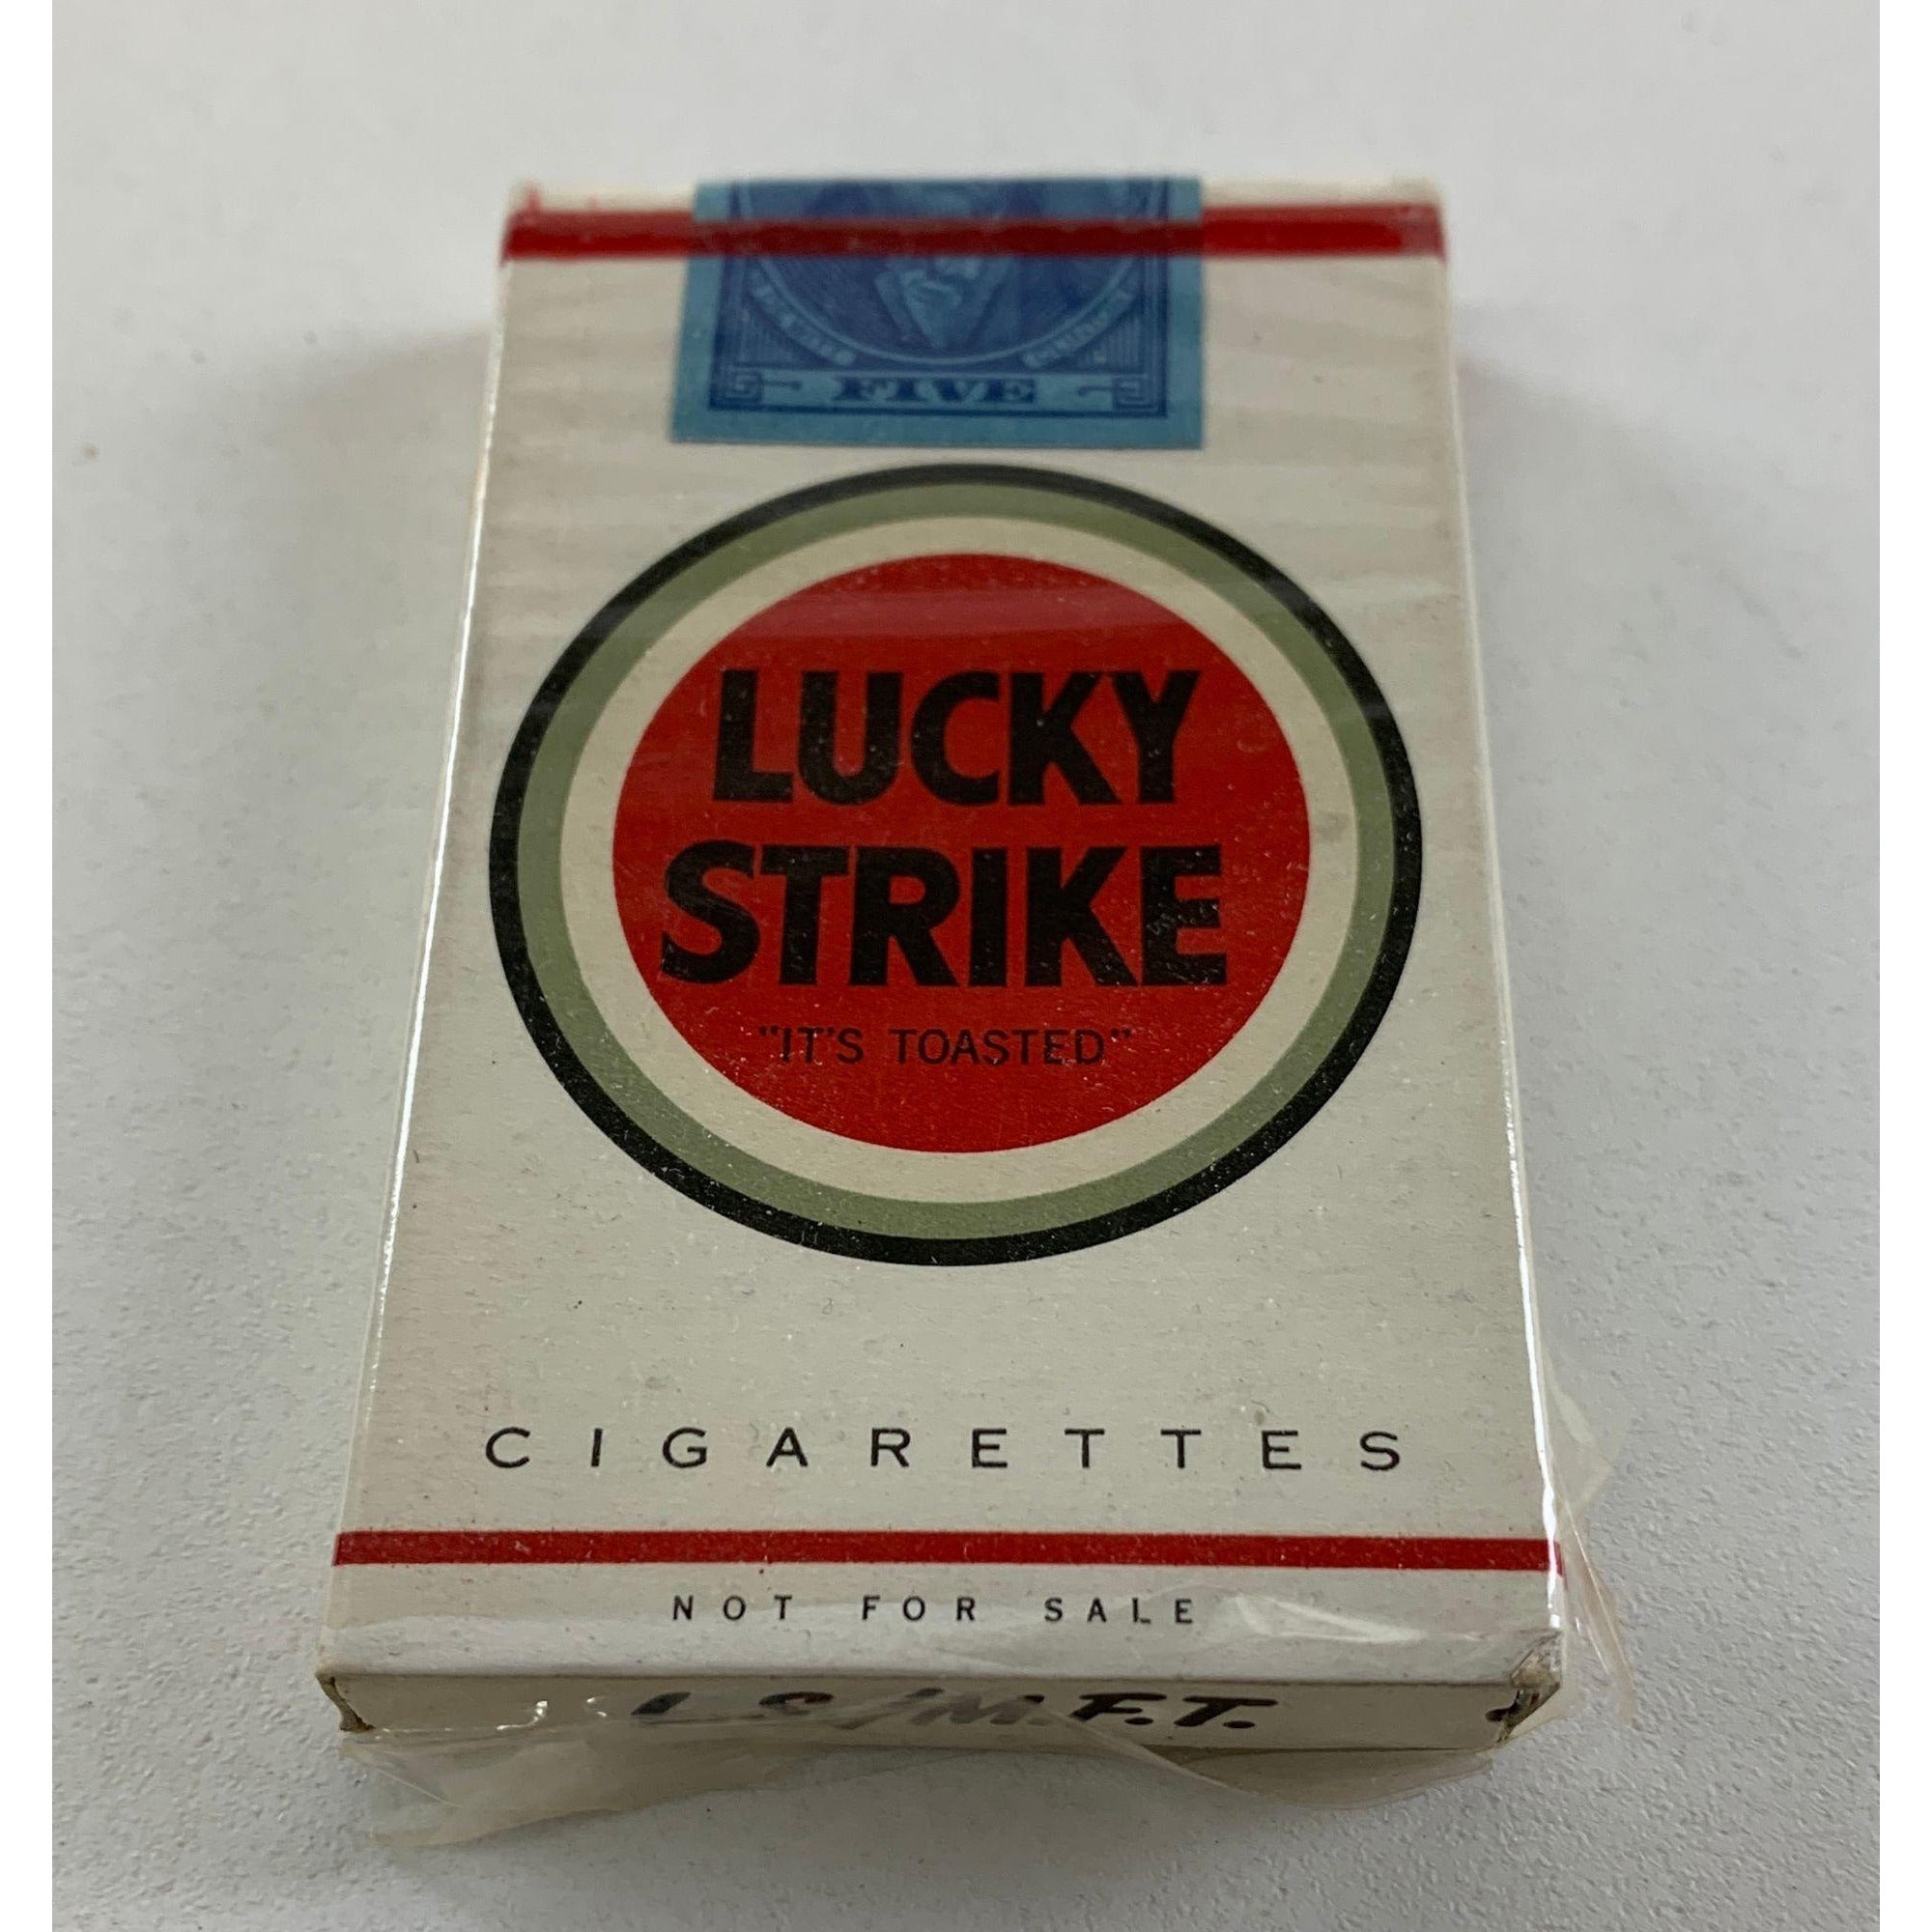 FIVE
LUCKY
STRIKE
"IT'S TOASTED"
CIGARETTES
NOT FOR SALE
L.S./M.F.T.